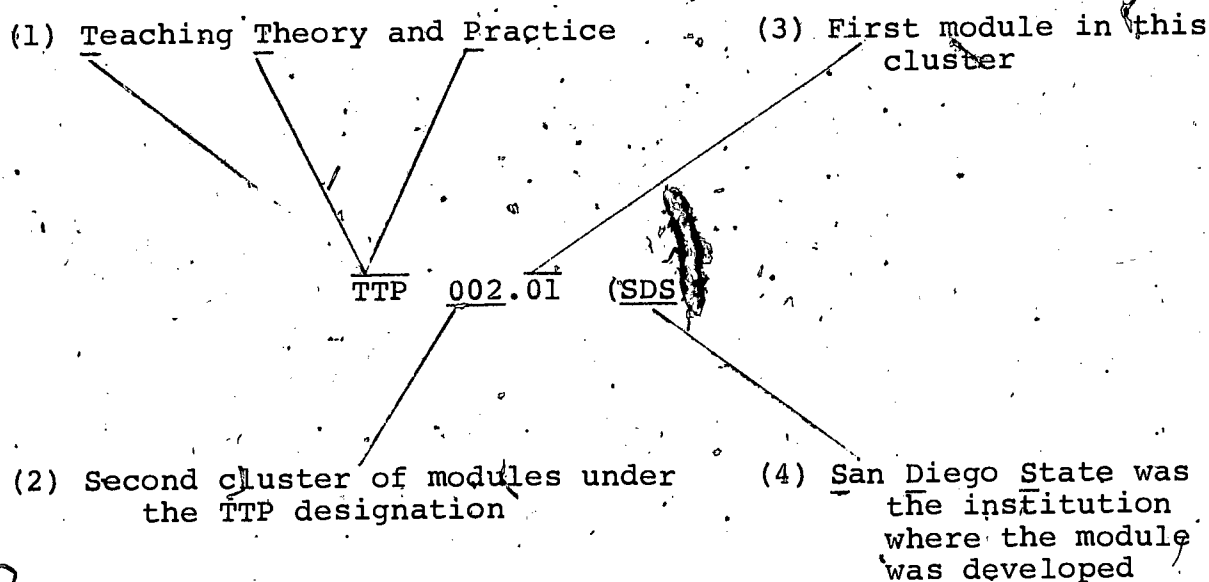 (1) Teaching Theory and Practice
(3) First module in this
cluster
TTP 002.01 (SDS)
(2) Second cluster of modules under
the TTP designation
(4) San Diego State was
the institution
where the module
was developed